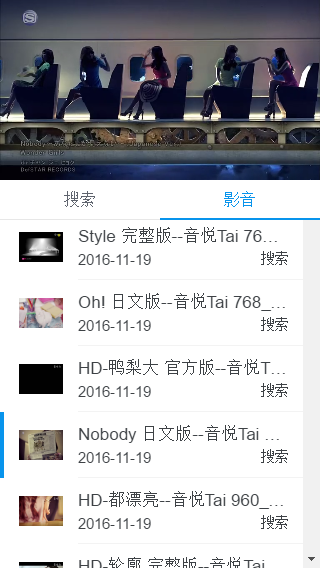 Nobody
Wonder Girls
DefSTAR RECORDS
搜索
影音
Style 完整版--音悦Tai 76...
2016-11-19
搜索
Oh! 日文版--音悦Tai 768_...
2016-11-19
搜索
HD-鸭梨大 官方版--音悦T...
2016-11-19
搜索
Nobody 日文版--音悦Tai ...
2016-11-19
搜索
HD-都漂亮--音悦Tai 960_...
2016-11-19
搜索
HD-轮廓 完整版--音悦Tai